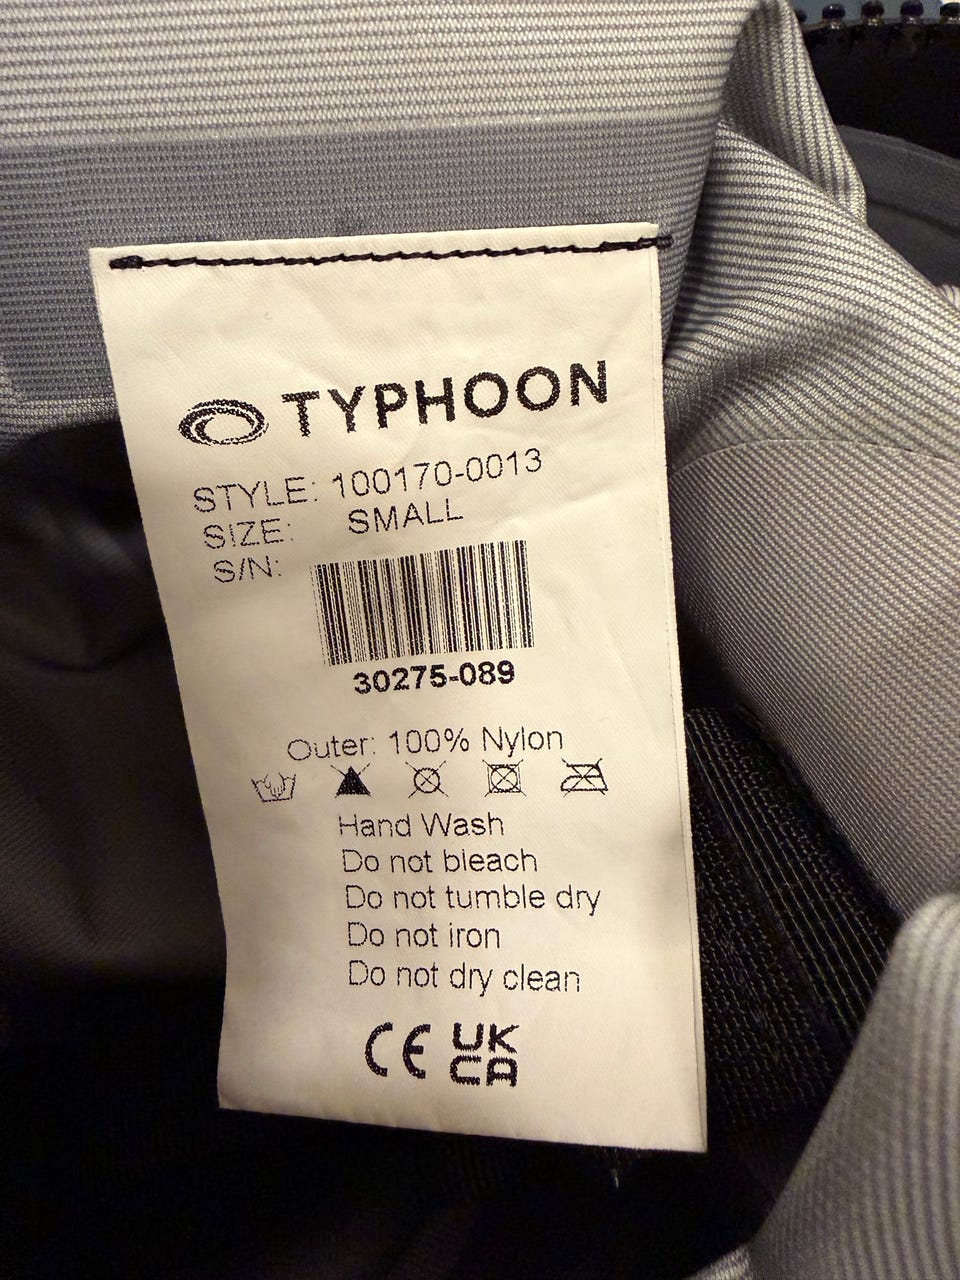 TYPHOON
STYLE: 100170-0013
SIZE: SMALL
S/N:
30275-089
Outer: 100% Nylon
Hand Wash
Do not bleach
Do not tumble dry
Do not iron
Do not dry clean
CE UK
CA